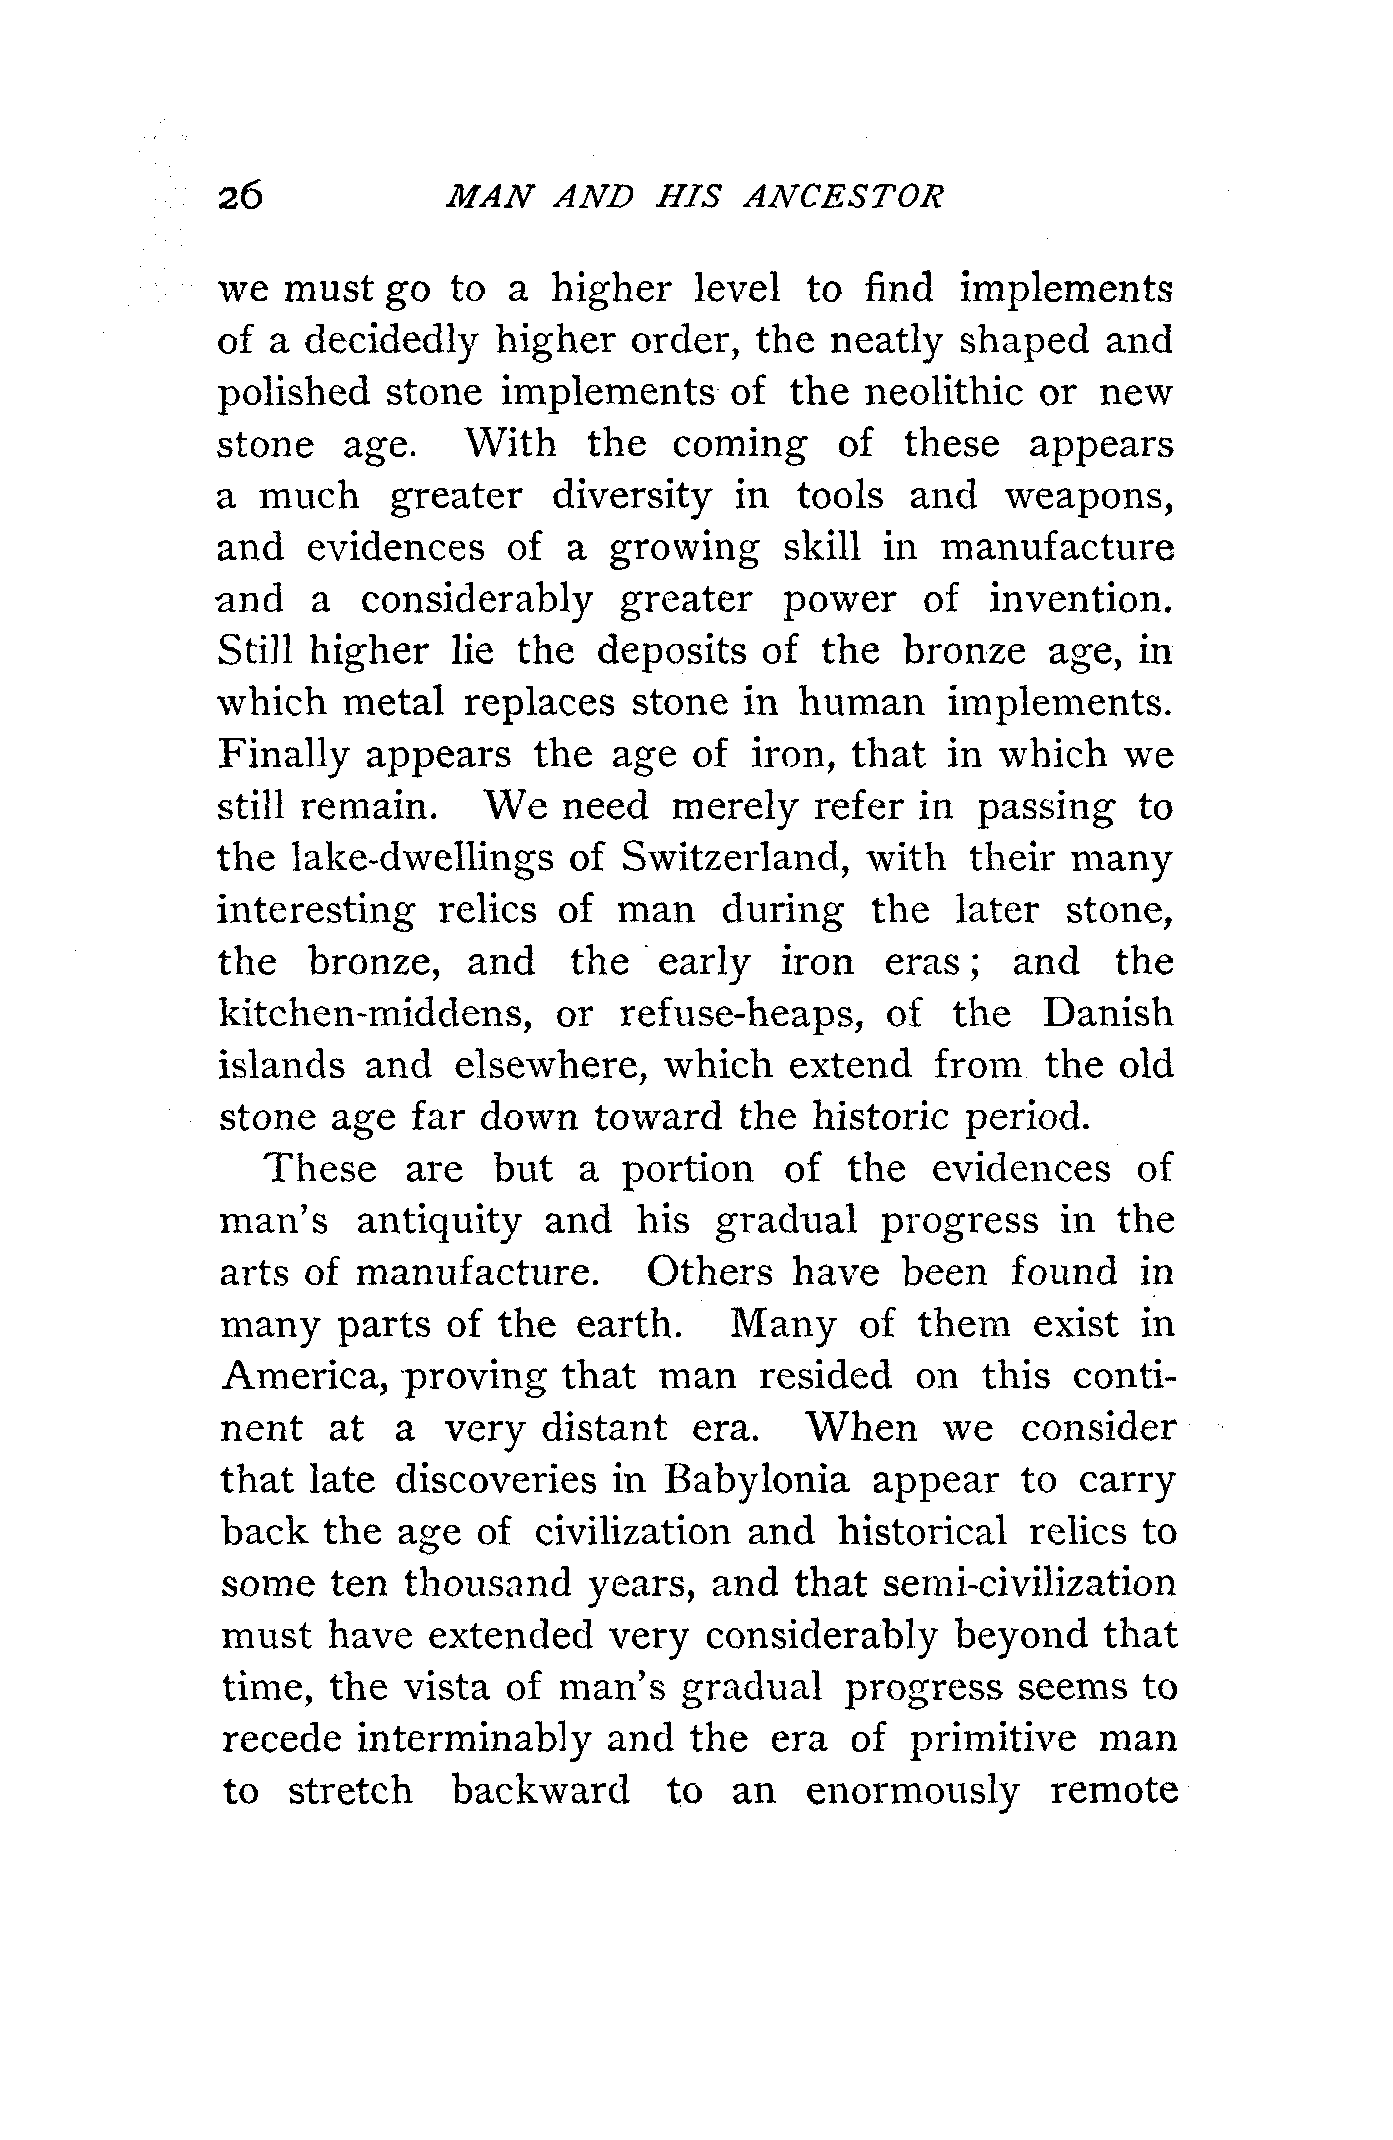 26 MAN AND HIS ANCESTOR
we must go to a higher level to find implements
of a decidedly higher order, the neatly shaped and
polished stone implements of the neolithic or new
stone age. With the coming of these appears
a much greater diversity in tools and weapons,
and evidences of a growing skill in manufacture
and a considerably greater power of invention.
Still higher lie the deposits of the bronze age, in
which metal replaces stone in human implements.
Finally appears the age of iron, that in which we
still remain. We need merely refer in passing to
the lake-dwellings of Switzerland, with their many
interesting relics of man during the later stone,
the bronze, and the early iron eras; and the
kitchen-middens, or refuse-heaps, of the Danish
islands and elsewhere, which extend from the old
stone age far down toward the historic period.
These are but a portion of the evidences of
man's antiquity and his gradual progress in the
arts of manufacture. Others have been found in
many parts of the earth. Many of them exist in
America, proving that man resided on this conti-
nent at a very distant era. When we consider
that late discoveries in Babylonia appear to carry
back the age of civilization and historical relics to
some ten thousand years, and that semi-civilization
must have extended very considerably beyond that
time, the vista of man's gradual progress seems to
recede interminably and the era of primitive man
to stretch backward to an enormously remote